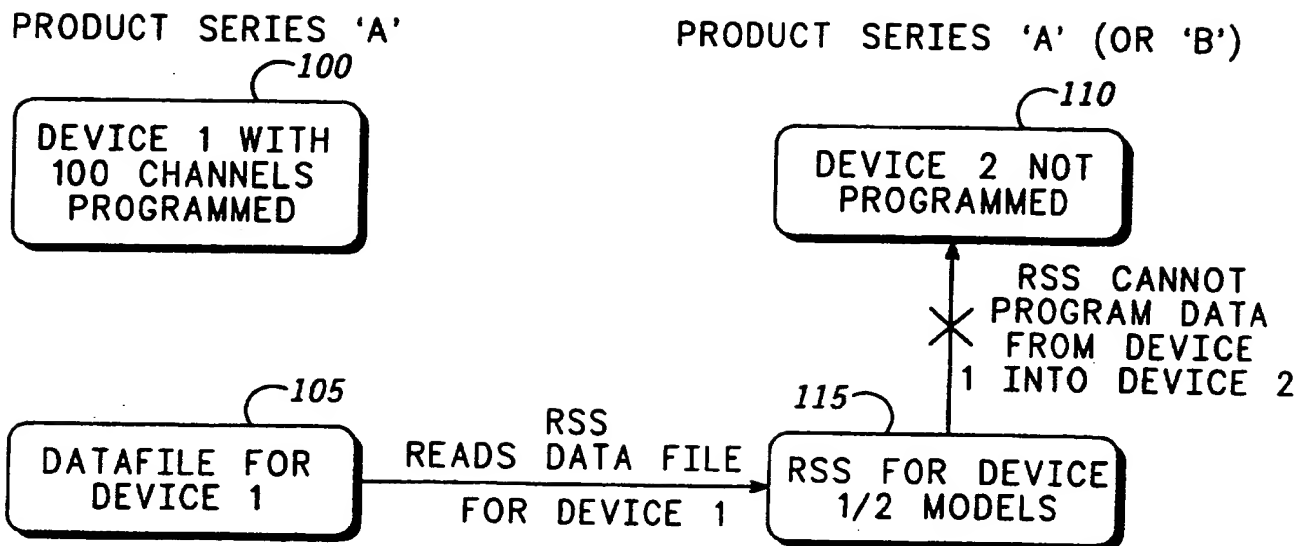 PRODUCT SERIES 'A'
100
DEVICE 1 WITH
100 CHANNELS
PROGRAMMED
PRODUCT SERIES 'A' (OR 'B')
110
DEVICE 2 NOT
PROGRAMMED
RSS CANNOT
PROGRAM DATA
FROM DEVICE
1 INTO DEVICE 2
105
DATAFILE FOR
DEVICE 1
RSS
READS DATA FILE
FOR DEVICE 1
115
RSS FOR DEVICE
1/2 MODELS